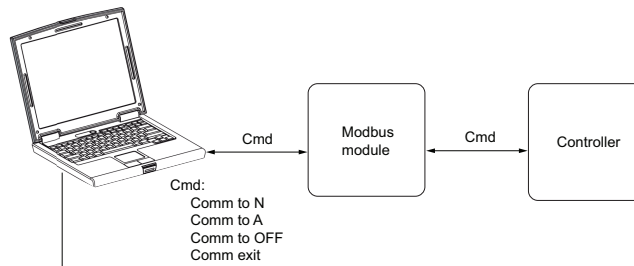 Cmd
Modbus
module
Cmd
Controller
Cmd:
Comm to N
Comm to A
Comm to OFF
Comm exit